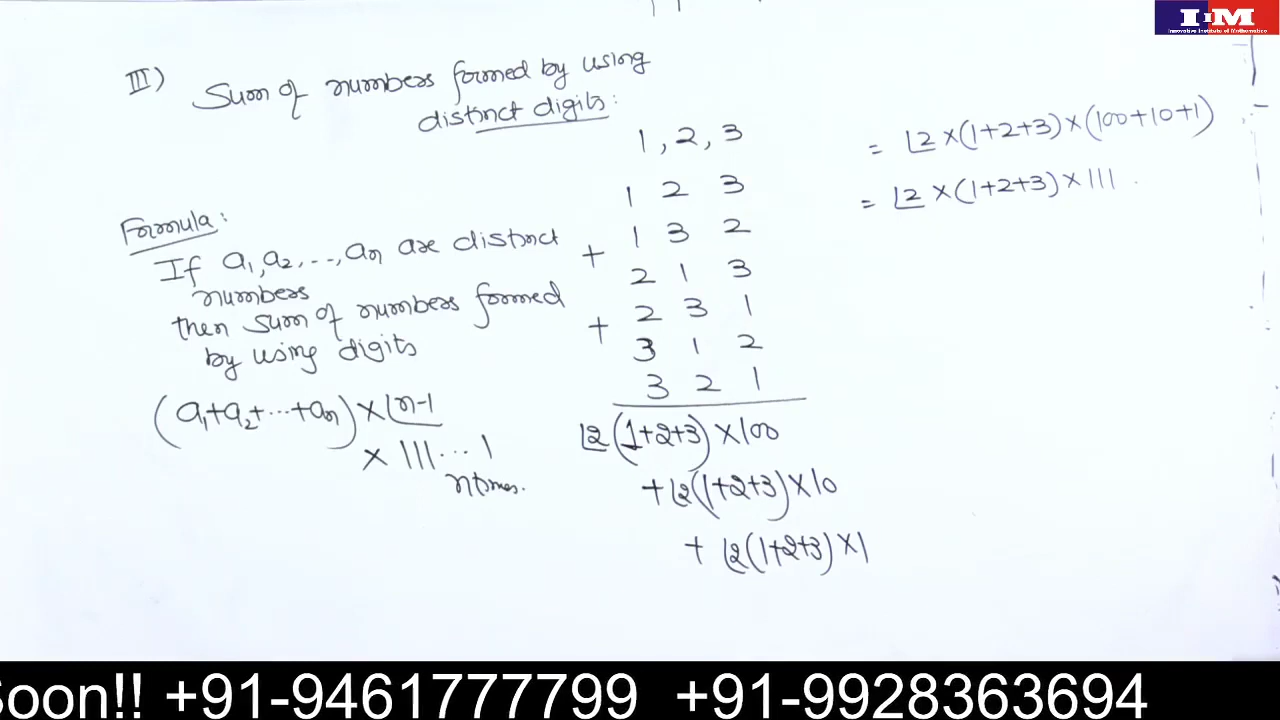 I I M
Innovative Institute of Mathematics
III) Sum of numbers formed by using
distinct digits:
Formula:
If a₁, a₂, ..., aₙ are distinct
numbers
then sum of numbers formed
by using digits
(a₁+a₂+...+aₙ) × ⌊n-1
× 111...1
n times.
1, 2, 3
1 2 3
1 3 2
+
2 1 3
2 3 1
+
3 1 2
3 2 1
⌊2 (1+2+3) × 100
+ ⌊2 (1+2+3) × 10
+ ⌊2 (1+2+3) × 1
= ⌊2 × (1+2+3) × (100+10+1)
= ⌊2 × (1+2+3) × 111
Soon!! +91-9461777799 +91-9928363694